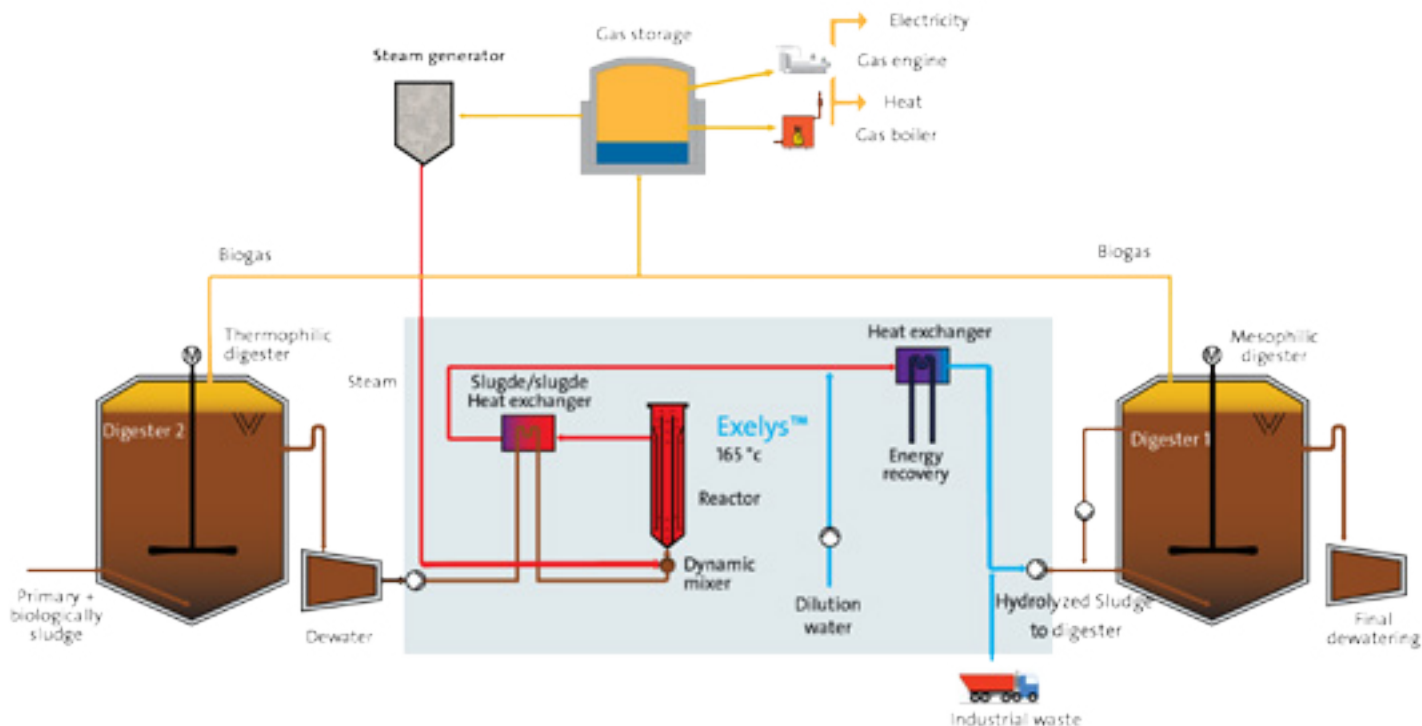 Electricity
Gas storage
Steam generator
Gas engine
Heat
Gas boiler
Biogas
Biogas
Thermophilic
digester
Heat exchanger
Mesophilic
digester
Steam
Slugde/slugde
Heat exchanger
Digester 2
Exelys™
165 °c
Energy
recovery
Digester 1
Reactor
Dynamic
mixer
Primary +
biologically
sludge
Dewater
Dilution
water
Hydrolyzed Sludge
to digester
Final
dewatering
Industrial waste